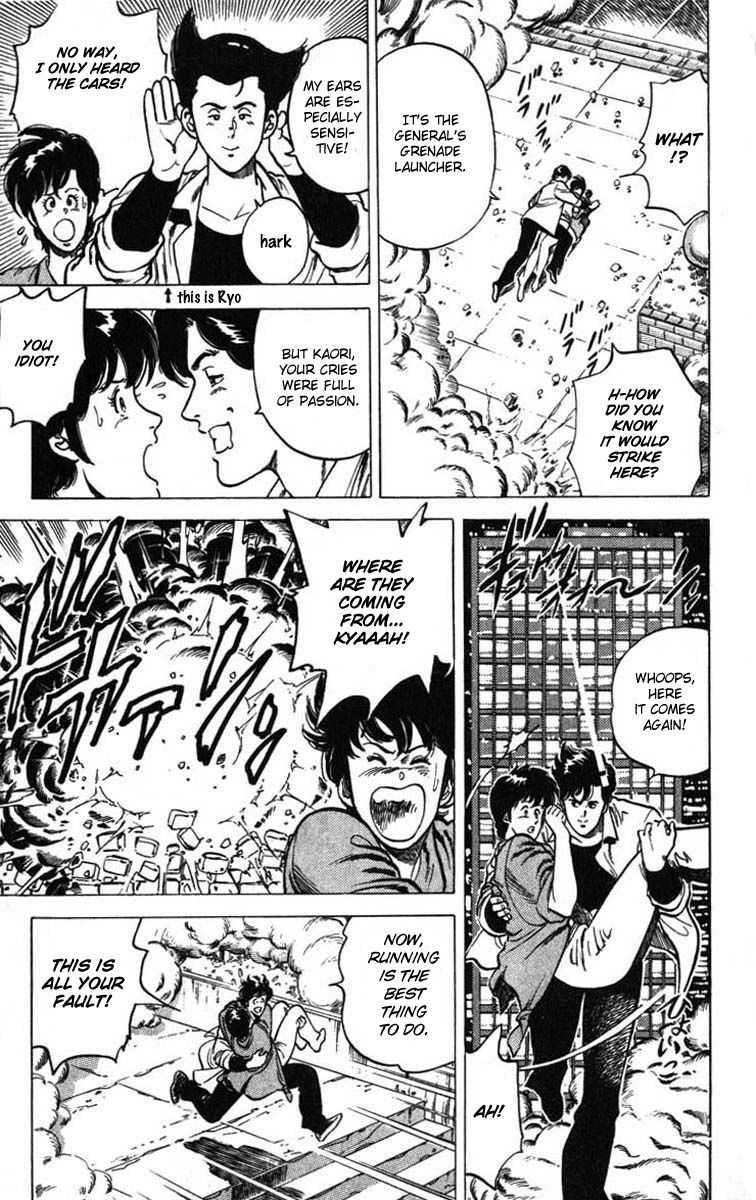 WHAT
!?
IT'S THE
GENERAL'S
GRENADE
LAUNCHER.
H-HOW
DID YOU
KNOW
IT WOULD
STRIKE
HERE?
MY EARS
ARE ES-
PECIALLY
SENSI-
TIVE!
NO WAY,
I ONLY HEARD
THE CARS!
hark
↑ this is Ryo
BUT KAORI,
YOUR CRIES
WERE FULL
OF PASSION.
YOU
IDIOT!
WHOOPS,
HERE
IT COMES
AGAIN!
AH!
WHERE
ARE THEY
COMING
FROM...
KYAAAH!
NOW,
RUNNING
IS THE
BEST
THING
TO DO.
THIS IS
ALL YOUR
FAULT!